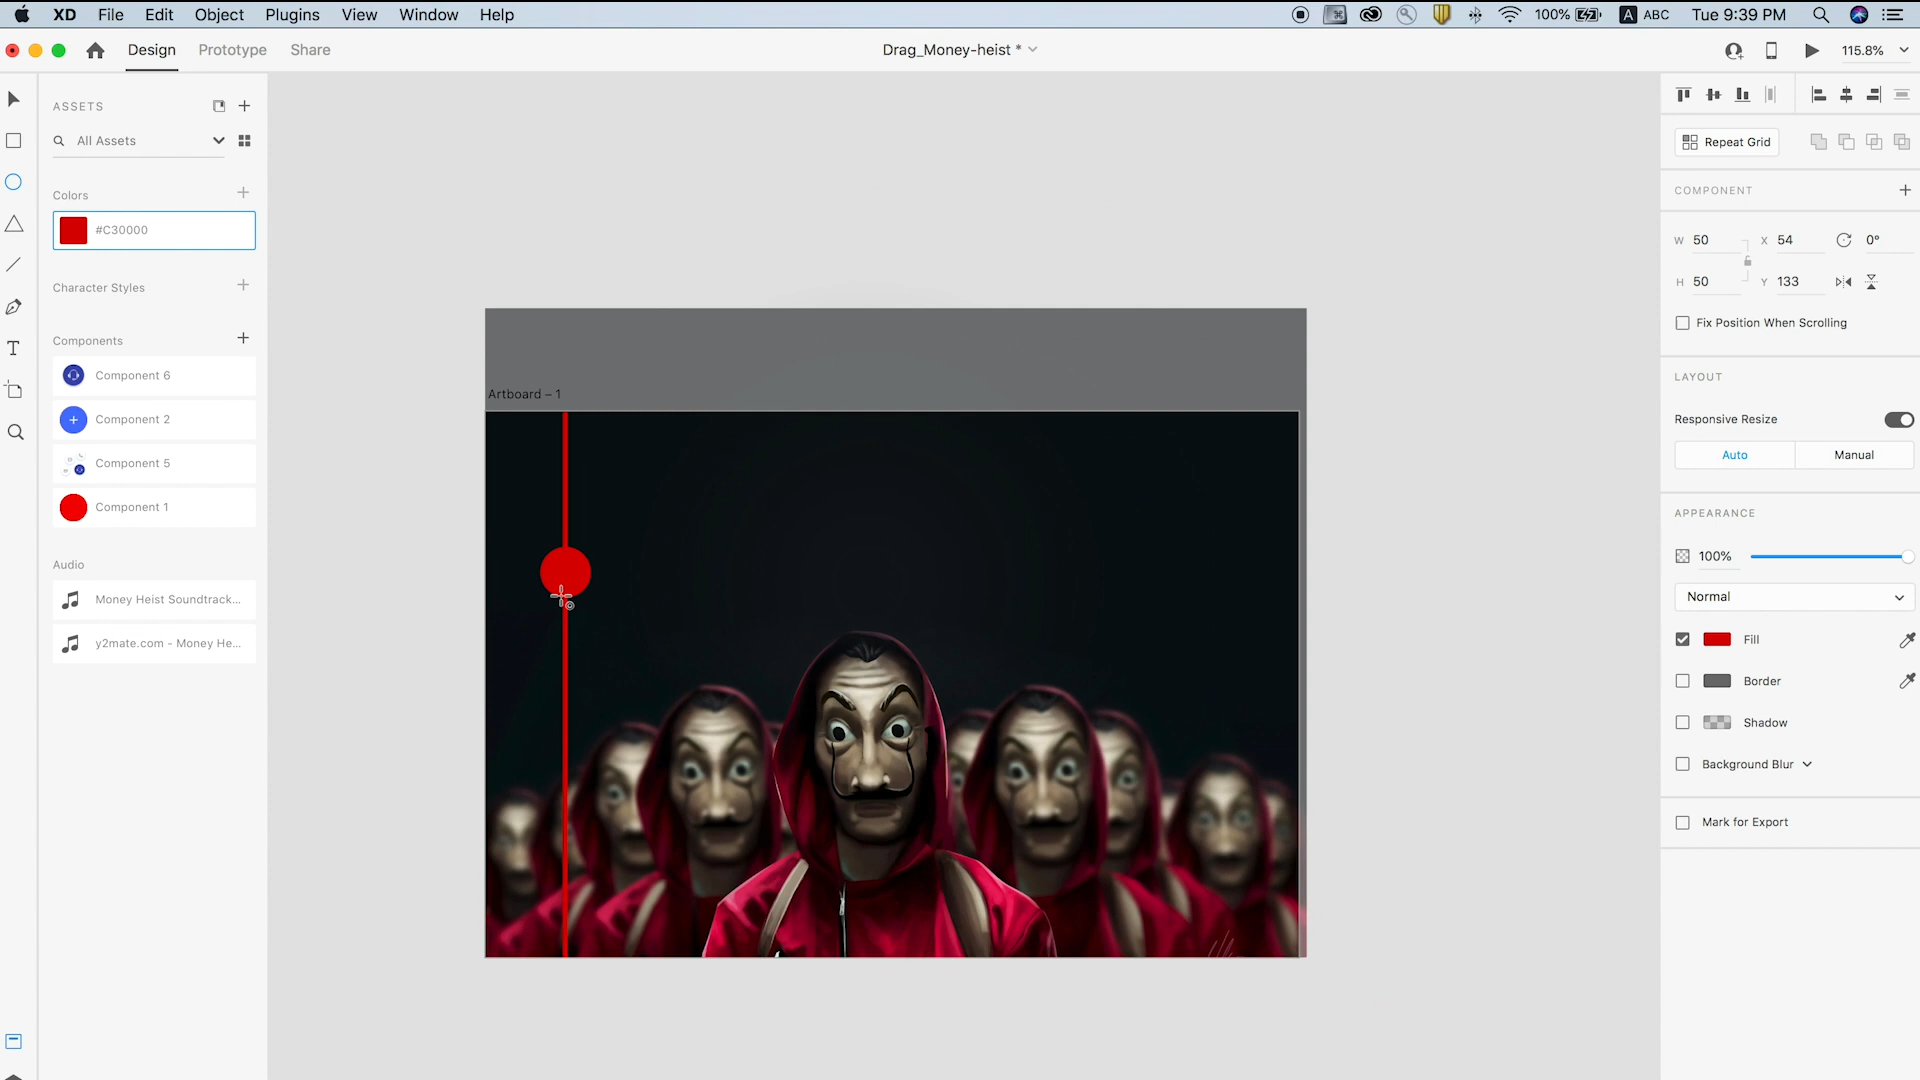 XD File Edit Object Plugins View Window Help 100% A ABC Tue 9:39 PM
Design Prototype Share Drag_Money-heist * 115.8%
ASSETS
All Assets
Colors
#C30000
Character Styles
Components
Component 6
Component 2
Component 5
Component 1
Audio
Money Heist Soundtrack...
y2mate.com - Money He...
Artboard – 1
Repeat Grid
COMPONENT
W 50 X 54 0°
H 50 Y 133
Fix Position When Scrolling
LAYOUT
Responsive Resize
Auto Manual
APPEARANCE
100%
Normal
Fill
Border
Shadow
Background Blur
Mark for Export